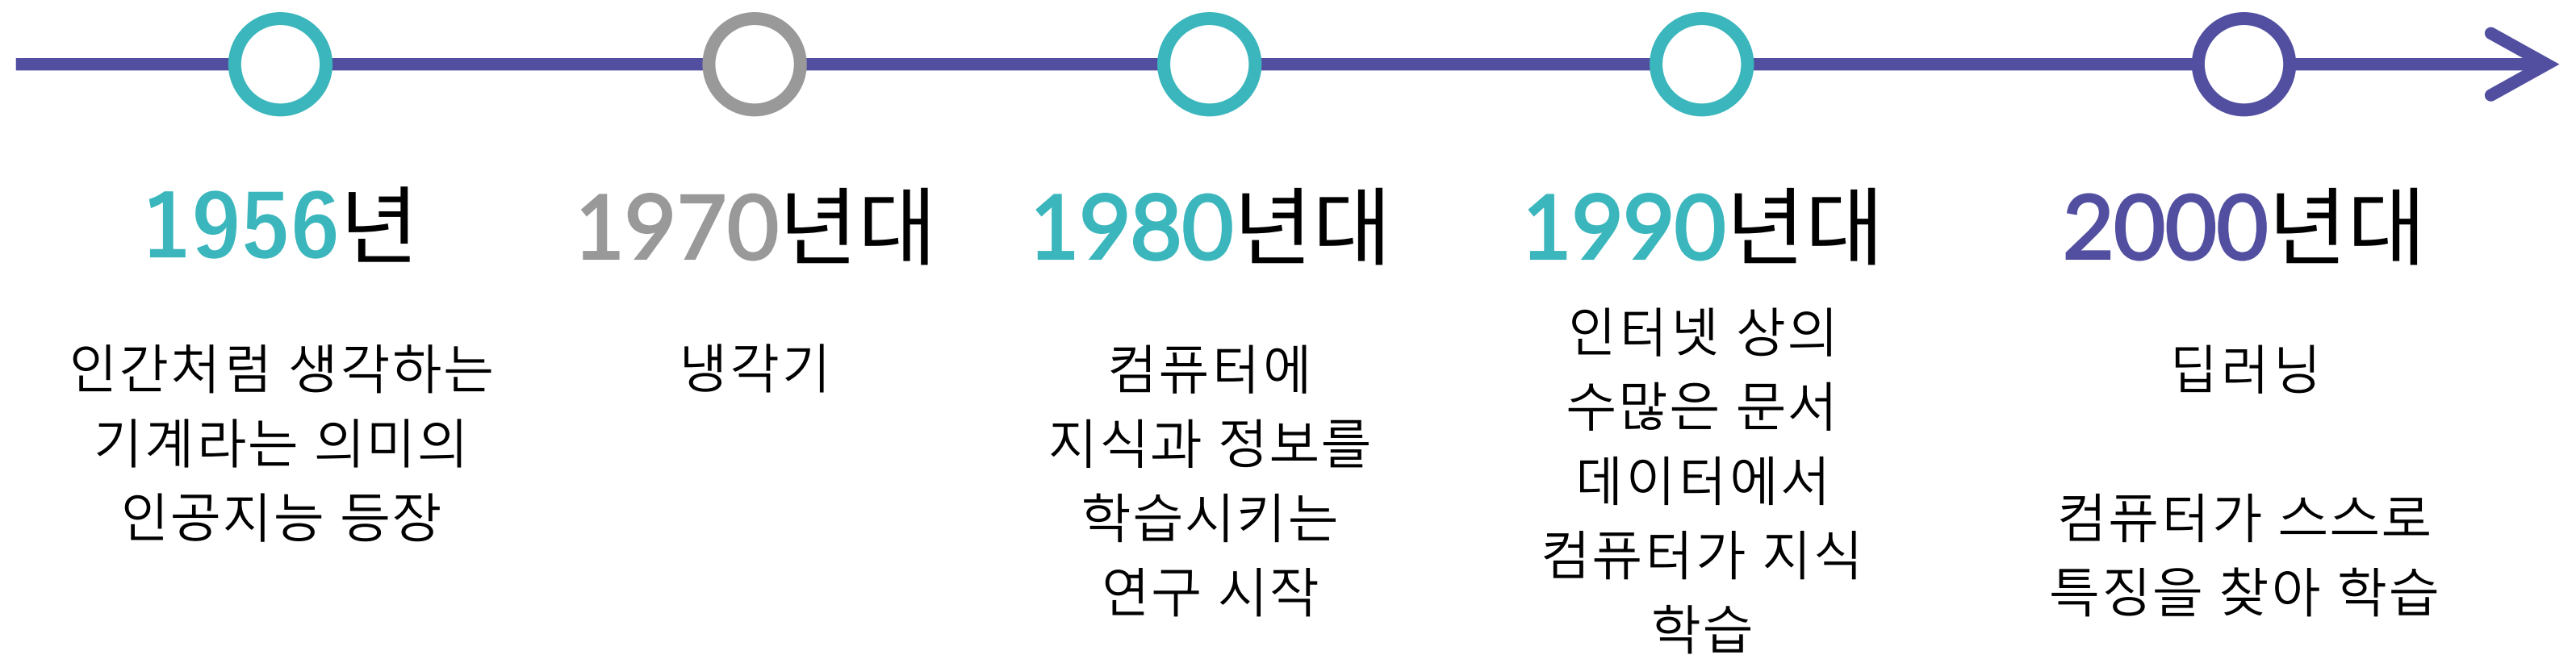 1956년
인간처럼 생각하는
기계라는 의미의
인공지능 등장
1970년대
냉각기
1980년대
컴퓨터에
지식과 정보를
학습시키는
연구 시작
1990년대
인터넷 상의
수많은 문서
데이터에서
컴퓨터가 지식
학습
2000년대
딥러닝
컴퓨터가 스스로
특징을 찾아 학습